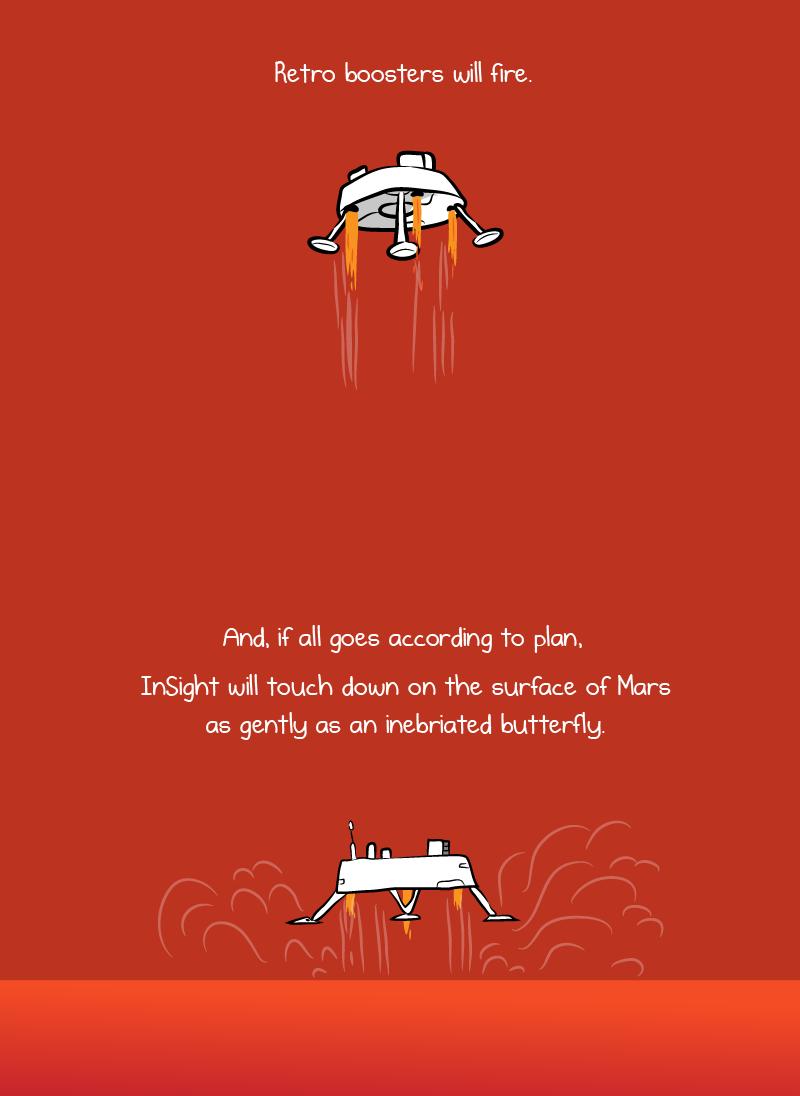 Retro boosters will fire.
And, if all goes according to plan,
InSight will touch down on the surface of Mars
as gently as an inebriated butterfly.